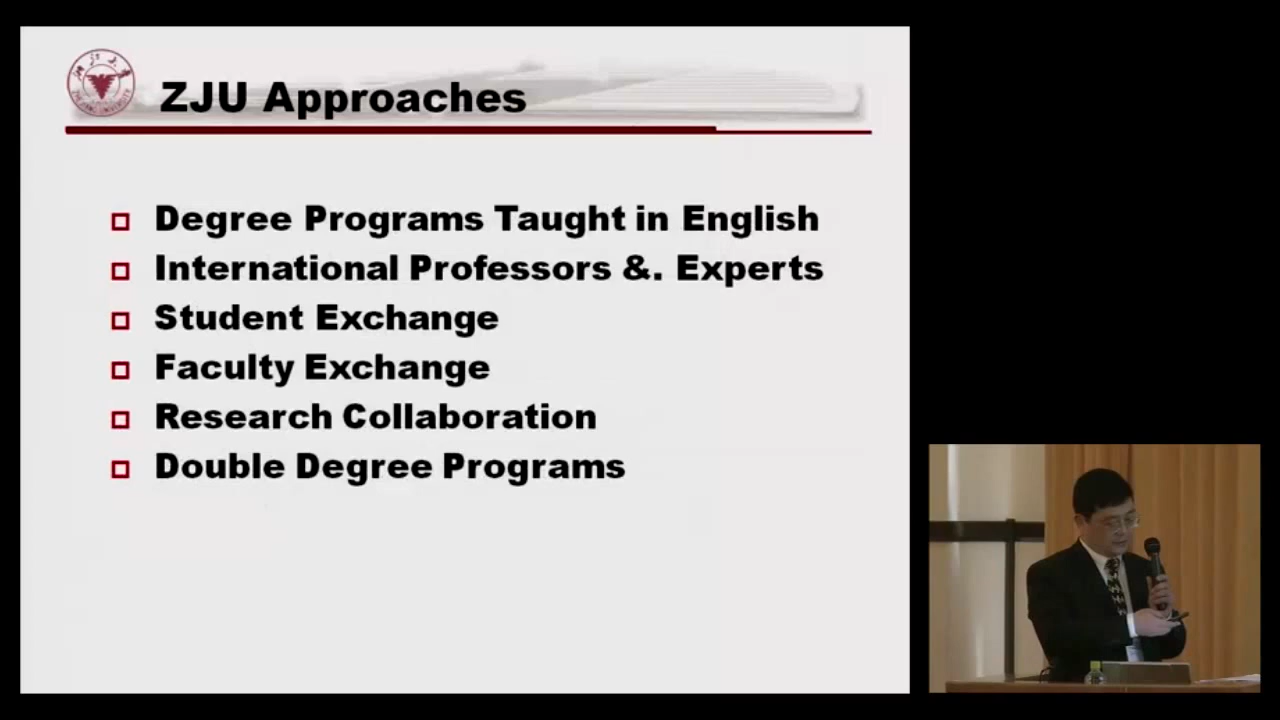 ZJU Approaches
Degree Programs Taught in English
International Professors &. Experts
Student Exchange
Faculty Exchange
Research Collaboration
Double Degree Programs